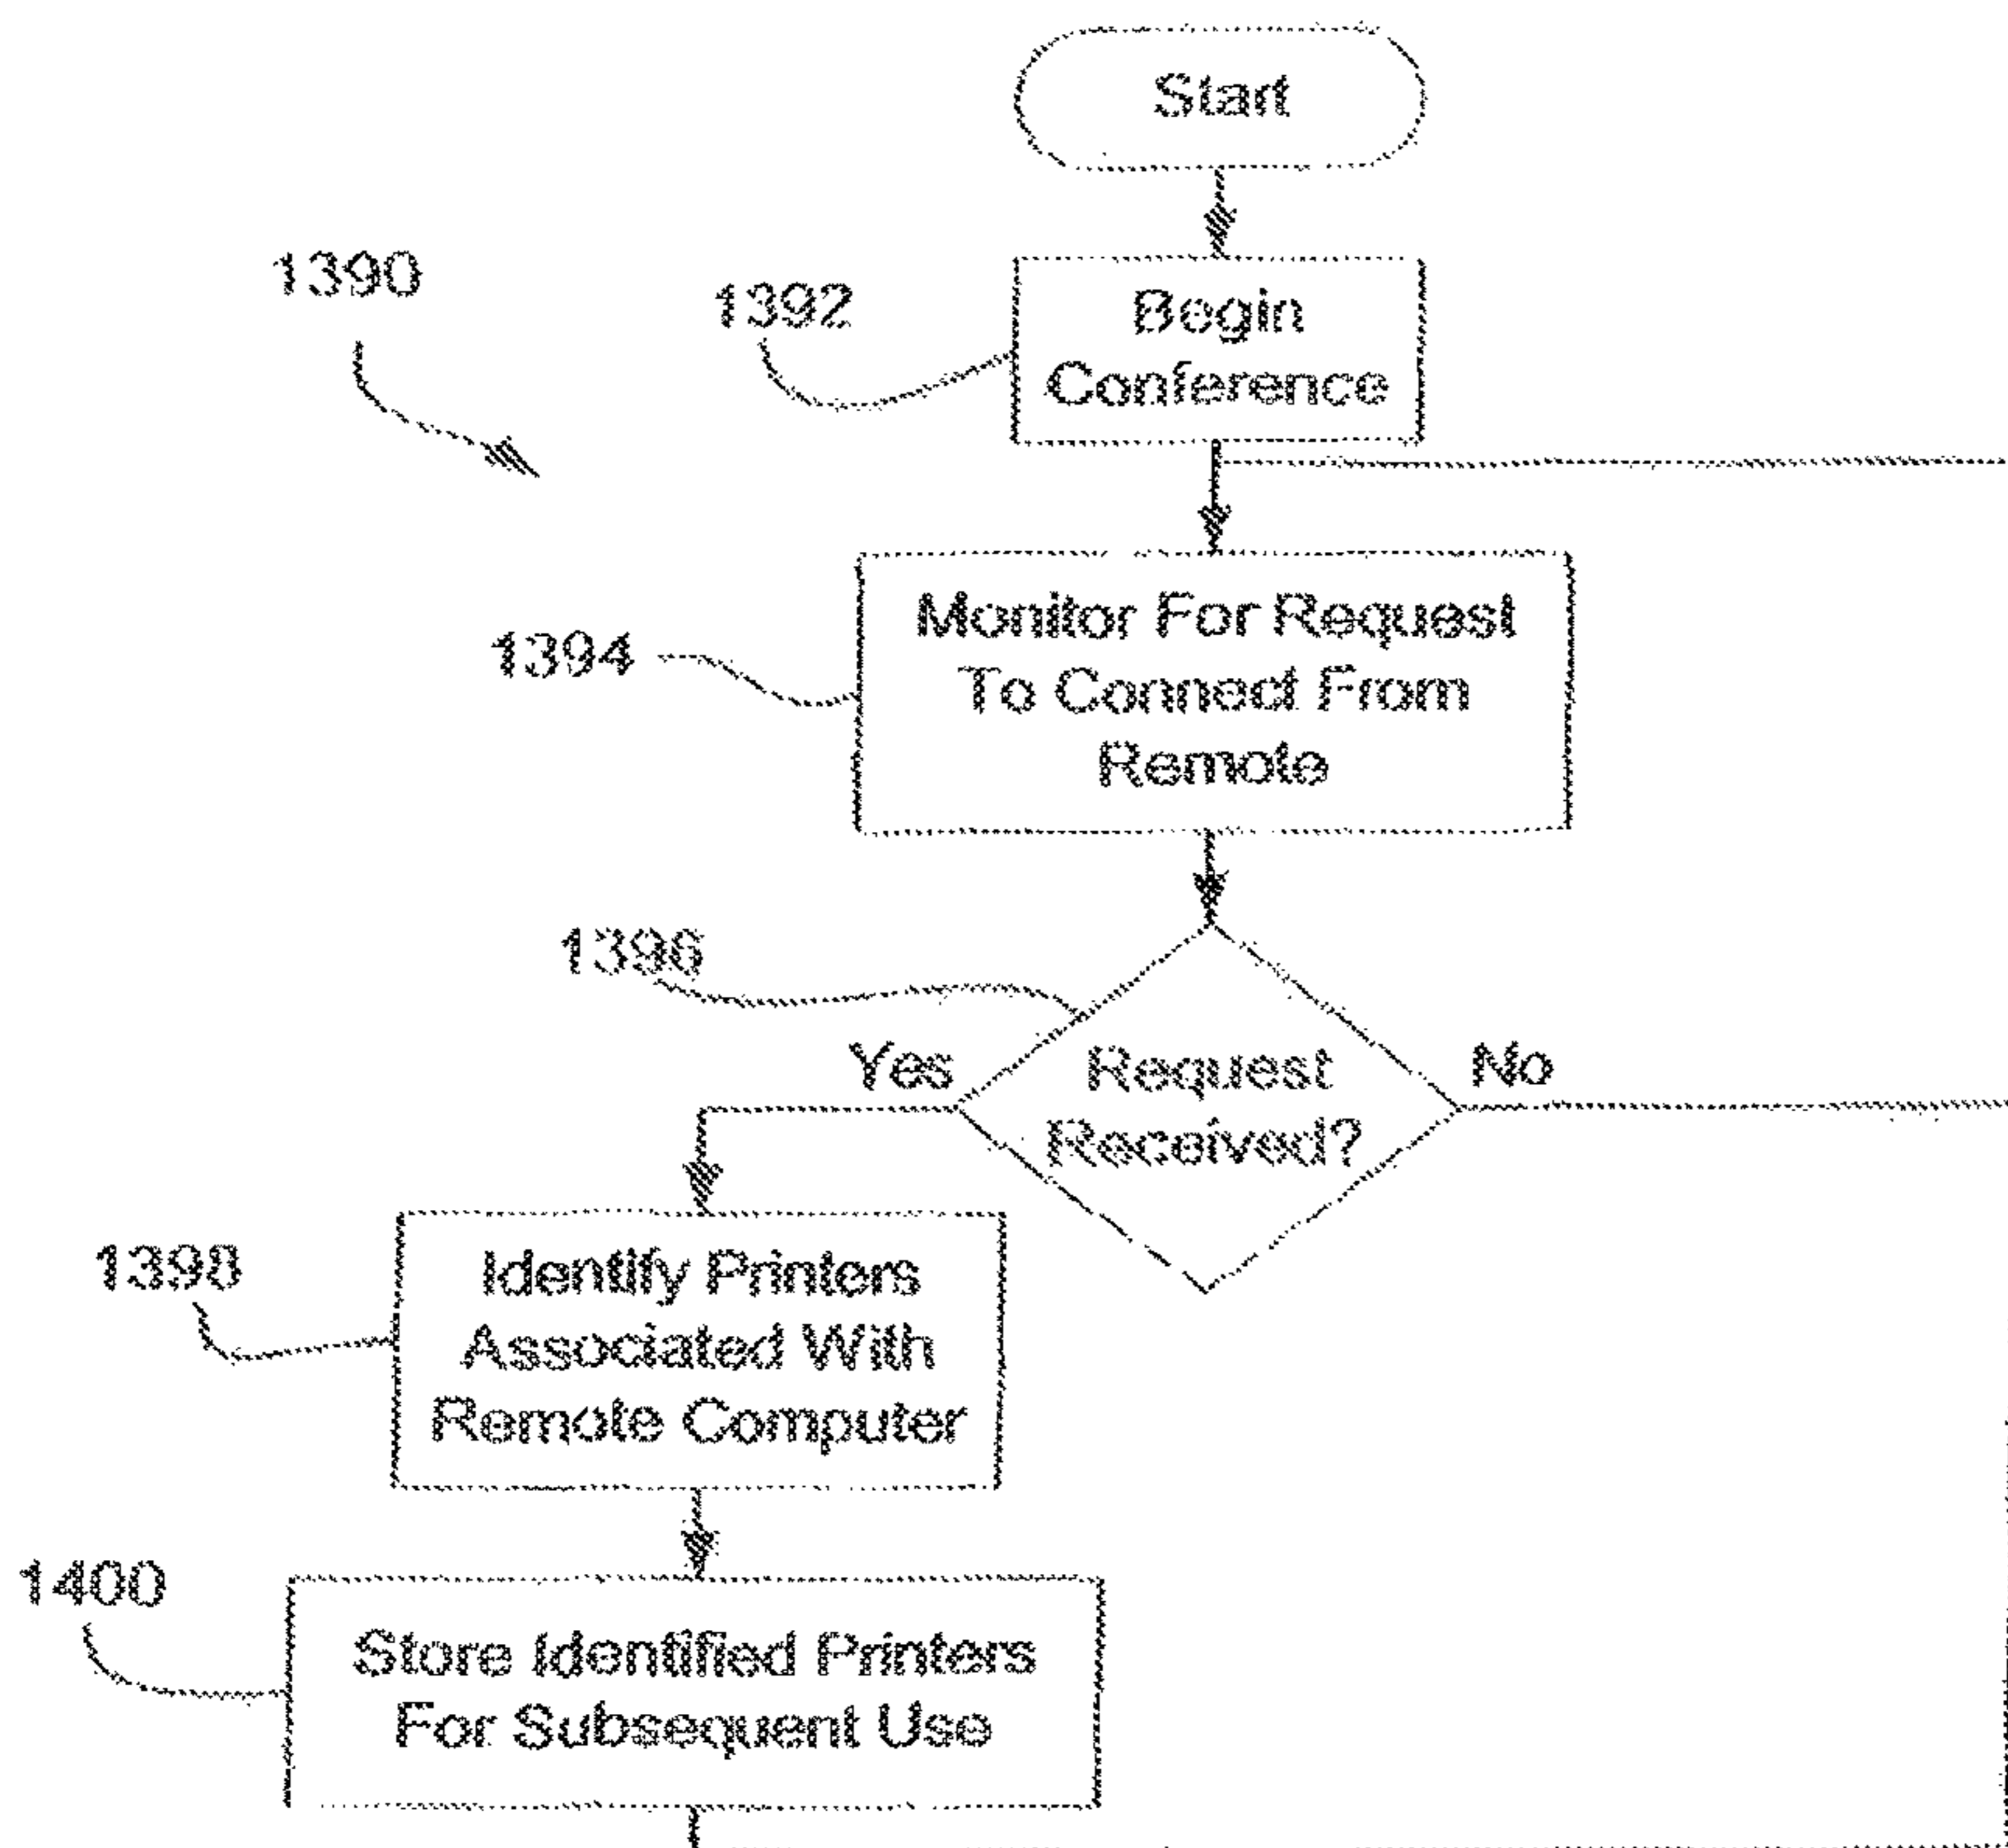 Start
1390
1392
Begin
Conference
1394
Monitor For Request
To Connect From
Remote
1396
Yes
Request
Received?
No
1398
Identify Printers
Associated With
Remote Computer
1400
Store Identified Printers
For Subsequent Use